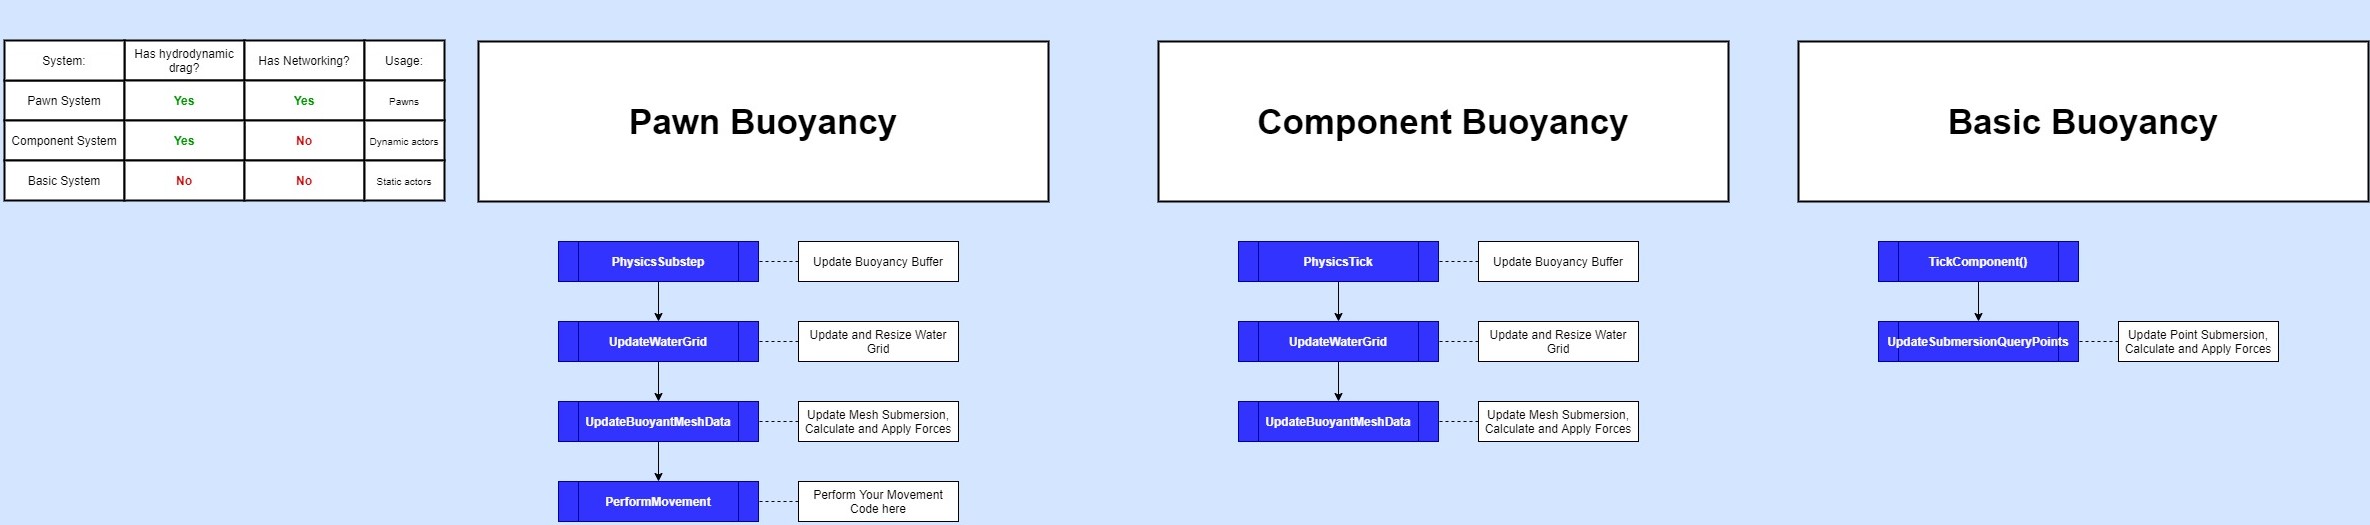 System:
Has hydrodynamic
drag?
Has Networking?
Usage:
Pawn System
Yes
Yes
Pawns
Component System
Yes
No
Dynamic actors
Basic System
No
No
Static actors
Pawn Buoyancy
PhysicsSubstep
Update Buoyancy Buffer
UpdateWaterGrid
Update and Resize Water
Grid
UpdateBuoyantMeshData
Update Mesh Submersion,
Calculate and Apply Forces
PerformMovement
Perform Your Movement
Code here
Component Buoyancy
PhysicsTick
Update Buoyancy Buffer
UpdateWaterGrid
Update and Resize Water
Grid
UpdateBuoyantMeshData
Update Mesh Submersion,
Calculate and Apply Forces
Basic Buoyancy
TickComponent()
UpdateSubmersionQueryPoints
Update Point Submersion,
Calculate and Apply Forces